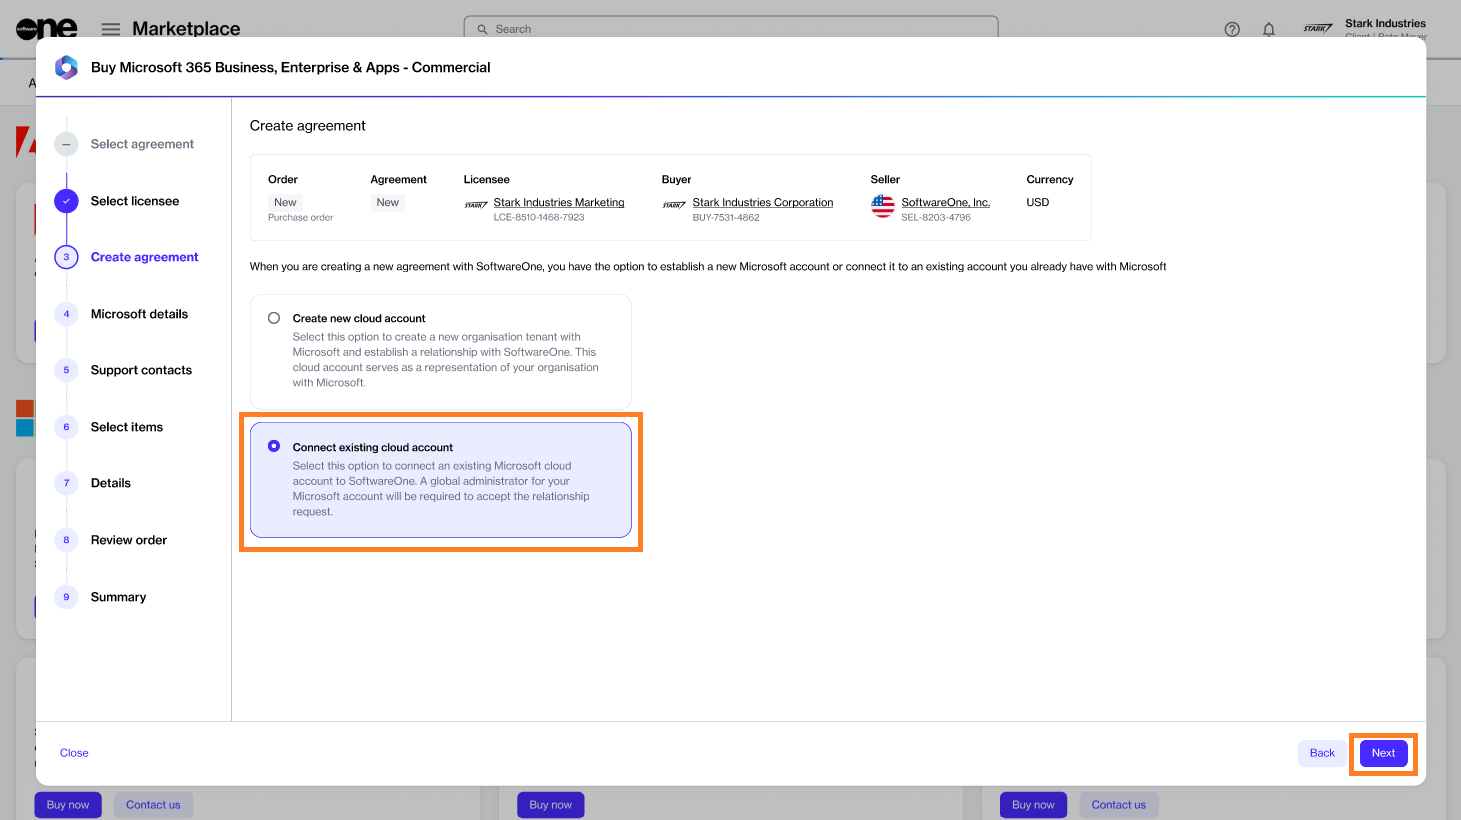 software one
Marketplace
Search
Stark Industries
STARK
Buy Microsoft 365 Business, Enterprise & Apps - Commercial
Select agreement
Select licensee
3 Create agreement
4 Microsoft details
5 Support contacts
6 Select items
7 Details
8 Review order
9 Summary
Create agreement
Order Agreement Licensee Buyer Seller Currency
New New STARK Stark Industries Marketing STARK Stark Industries Corporation SoftwareOne, Inc. USD
Purchase order LCE-8510-1468-7923 BUY-7531-4862 SEL-8203-4796
When you are creating a new agreement with SoftwareOne, you have the option to establish a new Microsoft account or connect it to an existing account you already have with Microsoft
Create new cloud account
Select this option to create a new organisation tenant with
Microsoft and establish a relationship with SoftwareOne. This
cloud account serves as a representation of your organisation
with Microsoft.
Connect existing cloud account
Select this option to connect an existing Microsoft cloud
account to SoftwareOne. A global administrator for your
Microsoft account will be required to accept the relationship
request.
Close
Back
Next
Buy now Contact us Buy now Buy now Contact us